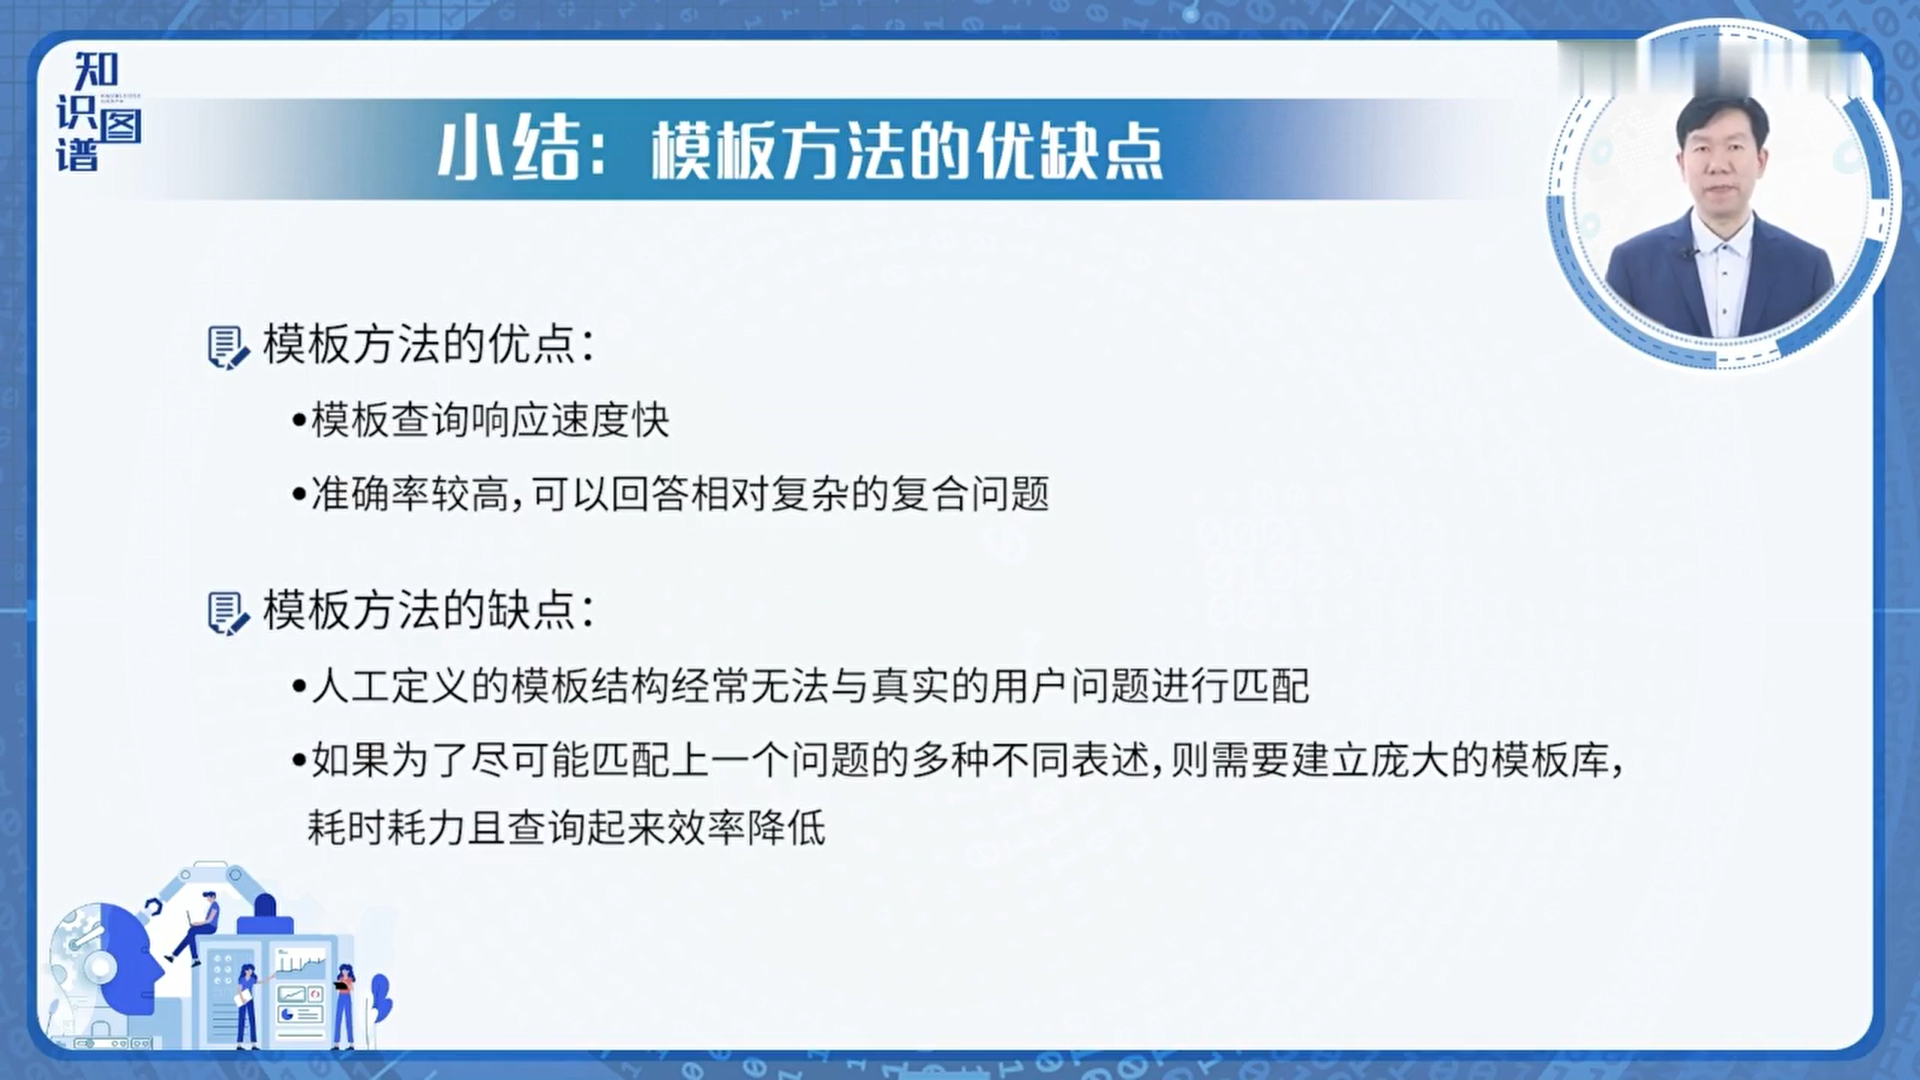 知识图谱
小结：模板方法的优缺点
模板方法的优点：
•模板查询响应速度快
•准确率较高，可以回答相对复杂的复合问题
模板方法的缺点：
•人工定义的模板结构经常无法与真实的用户问题进行匹配
•如果为了尽可能匹配上一个问题的多种不同表述，则需要建立庞大的模板库，
耗时耗力且查询起来效率降低